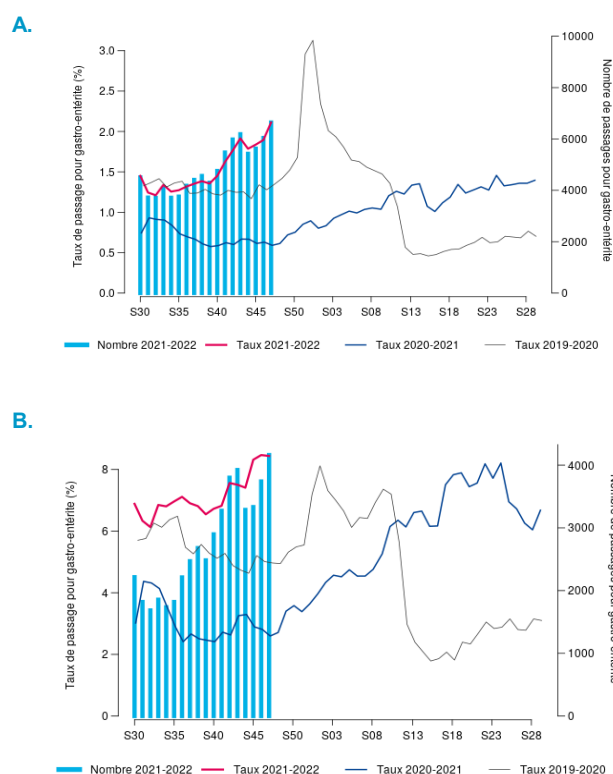 A.
Taux de passage pour gastro-entérite (%)
3.0
2.5
2.0
1.5
1.0
0.5
0.0
10000
8000
6000
4000
2000
0
Nombre de passages pour gastro-entérite
S30 S35 S40 S45 S50 S03 S08 S13 S18 S23 S28
Nombre 2021-2022 Taux 2021-2022 Taux 2020-2021 Taux 2019-2020
B.
Taux de passage pour gastro-entérite (%)
8
6
4
2
0
4000
3000
2000
1000
0
S30 S35 S40 S45 S50 S03 S08 S13 S18 S23 S28
Nombre 2021-2022 Taux 2021-2022 Taux 2020-2021 Taux 2019-2020